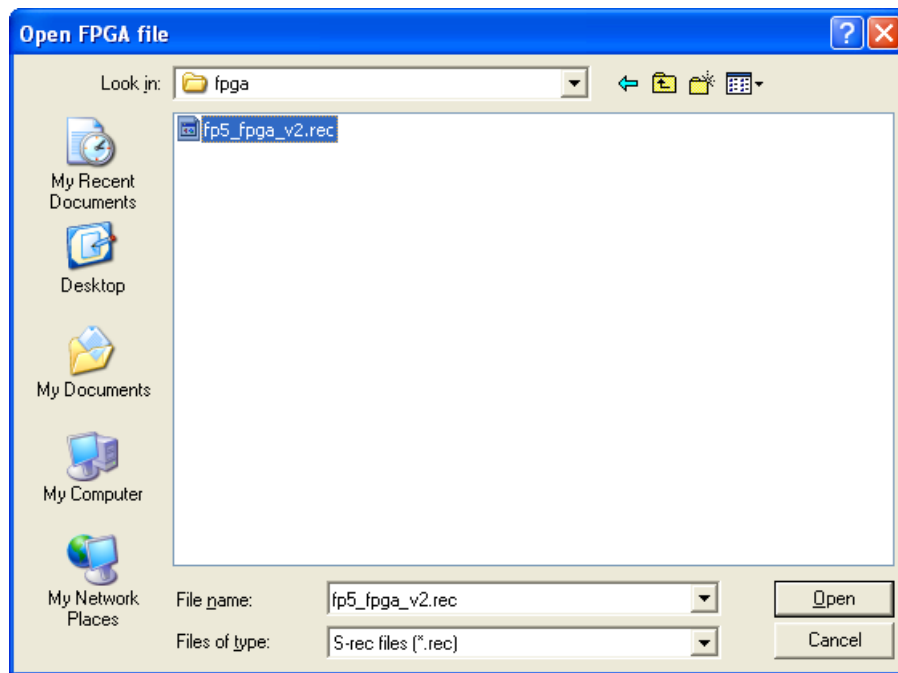 Open FPGA file
Look in:
fpga
fp5_fpga_v2.rec
My Recent
Documents
Desktop
My Documents
My Computer
My Network
Places
File name:
fp5_fpga_v2.rec
Open
Files of type:
S-rec files (*.rec)
Cancel